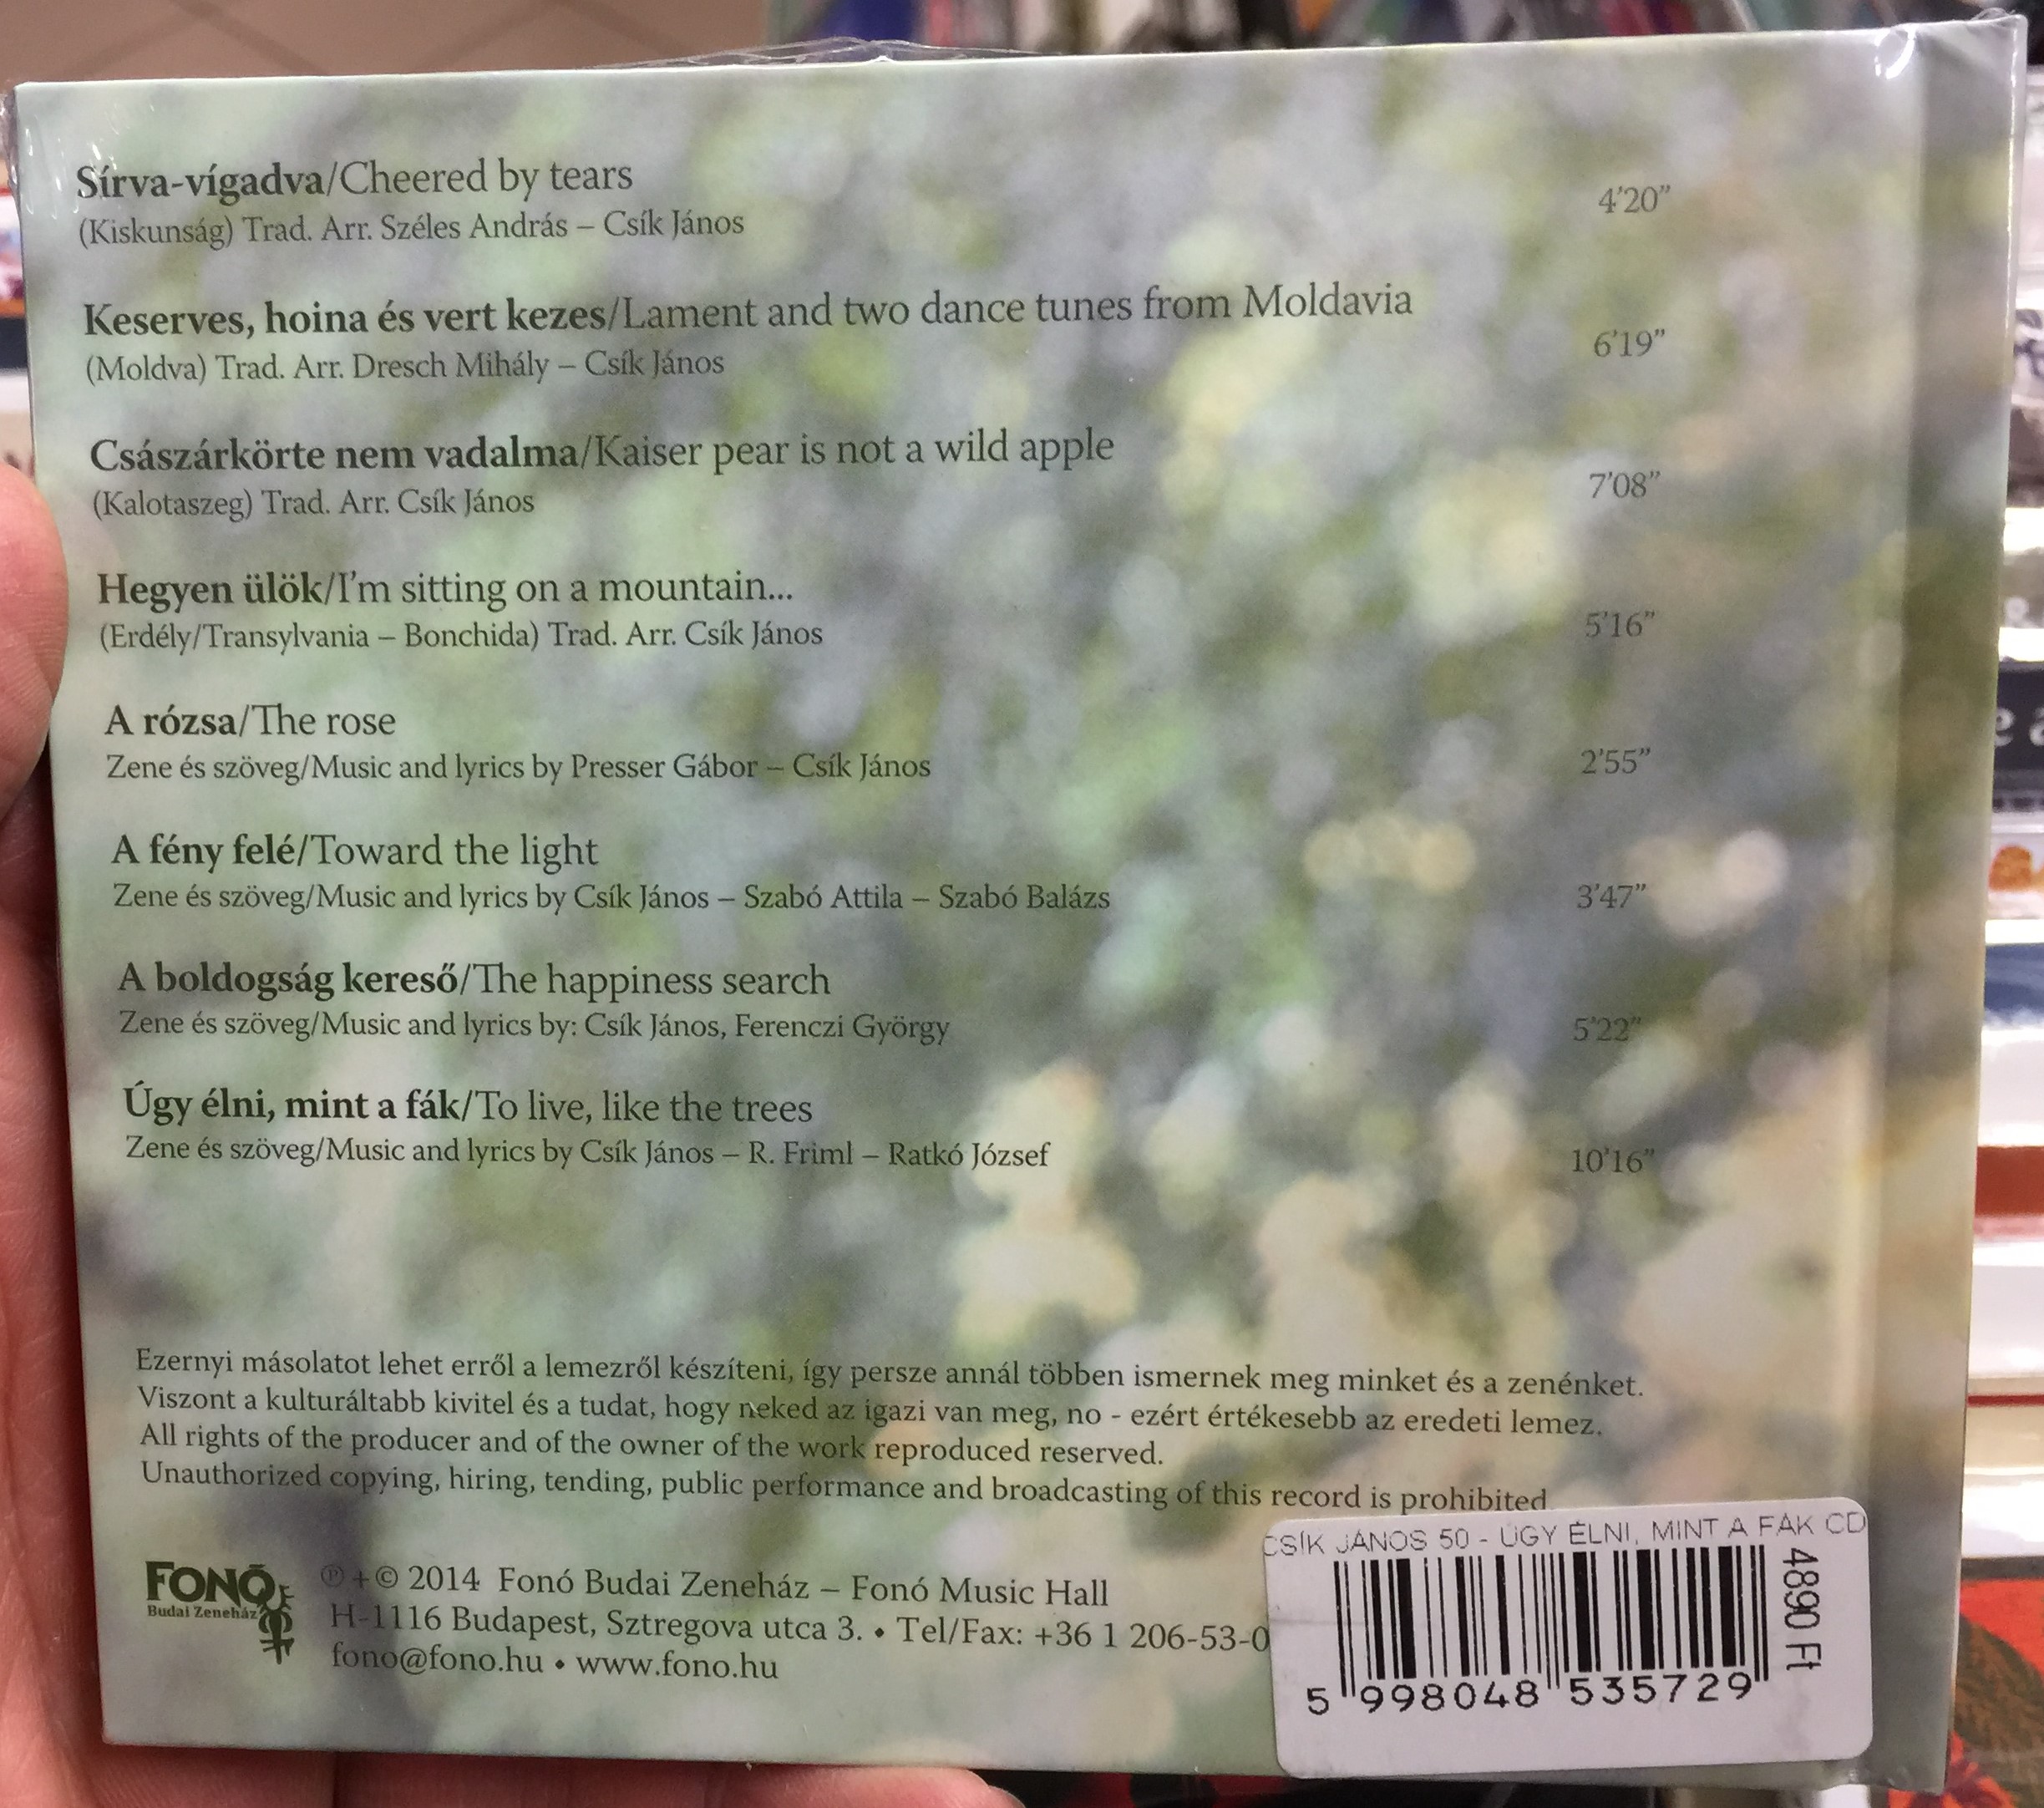 Sírva-vígadva/Cheered by tears
(Kiskunság) Trad. Arr. Széles András – Csík János
4'20”
Keserves, hoina és vert kezes/Lament and two dance tunes from Moldavia
(Moldva) Trad. Arr. Dresch Mihály – Csík János
6'19”
Császárkörte nem vadalma/Kaiser pear is not a wild apple
(Kalotaszeg) Trad. Arr. Csík János
7'08”
Hegyen ülök/I'm sitting on a mountain...
(Erdély/Transylvania – Bonchida) Trad. Arr. Csík János
5'16”
A rózsa/The rose
Zene és szöveg/Music and lyrics by Presser Gábor – Csík János
2'55”
A fény felé/Toward the light
Zene és szöveg/Music and lyrics by Csík János – Szabó Attila – Szabó Balázs
3'47”
A boldogság kereső/The happiness search
Zene és szöveg/Music and lyrics by: Csík János, Ferenczi György
5'22”
Úgy élni, mint a fák/To live, like the trees
Zene és szöveg/Music and lyrics by Csík János – R. Friml – Ratkó József
10'16”
Ezernyi másolatot lehet erről a lemezről készíteni, így persze annál többen ismernek meg minket és a zenénket.
Viszont a kulturáltabb kivitel és a tudat, hogy neked az igazi van meg, no - ezért értékesebb az eredeti lemez.
All rights of the producer and of the owner of the work reproduced reserved.
Unauthorized copying, hiring, tending, public performance and broadcasting of this record is prohibited
FONÓ
Budai Zeneház
℗+© 2014 Fonó Budai Zeneház – Fonó Music Hall
H-1116 Budapest, Sztregova utca 3. • Tel/Fax: +36 1 206-53-0
fono@fono.hu • www.fono.hu
CSÍK JÁNOS 50 - ÚGY ÉLNI, MINT A FÁK CD
4890 Ft
5 998048 535729